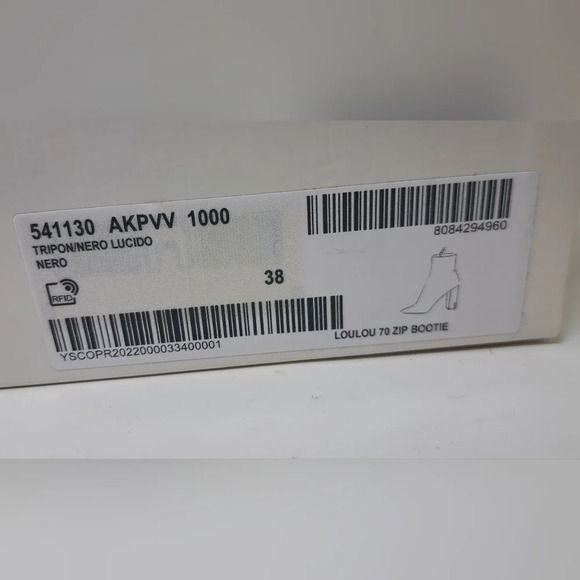 541130 AKPVV 1000
TRIPON/NERO LUCIDO
NERO
38
RFID
YSCOPR2022000033400001
8084294960
LOULOU 70 ZIP BOOTIE